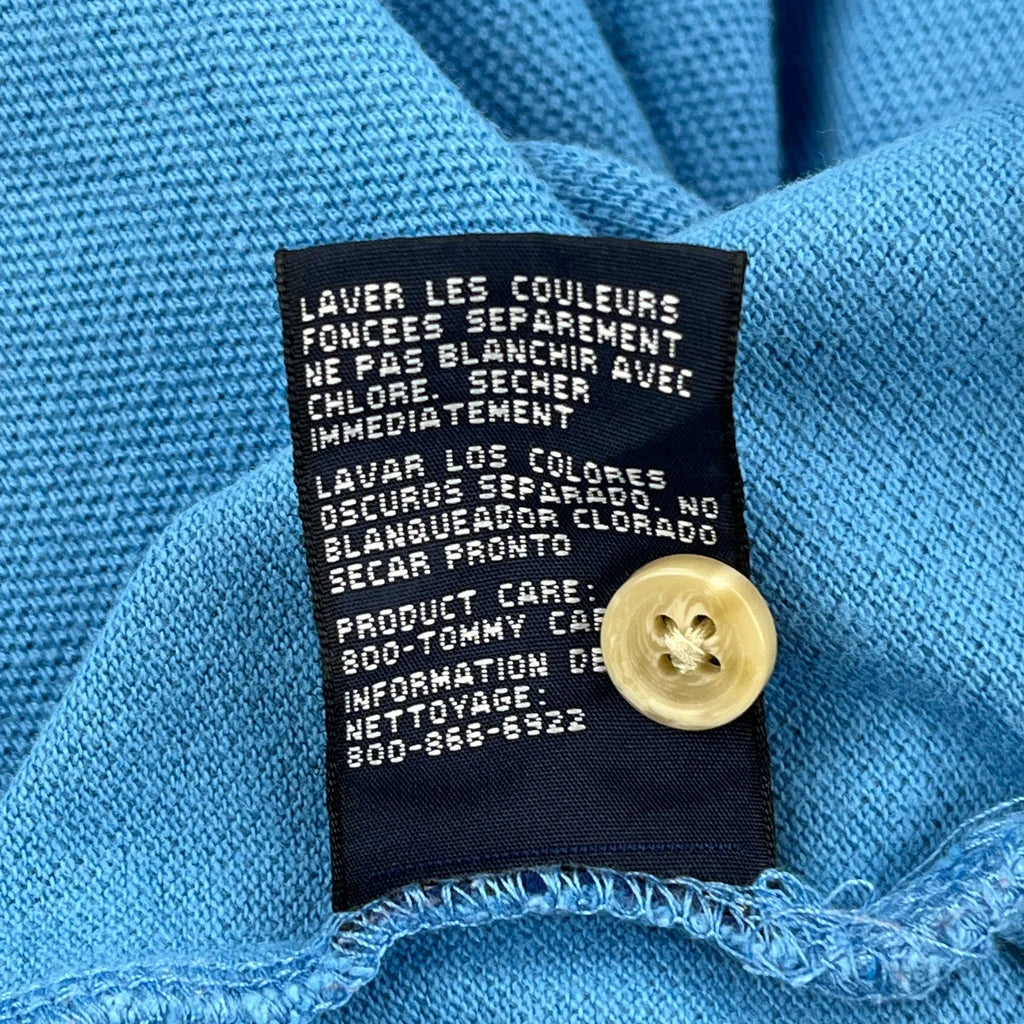 LAVER LES COULEURS
FONCEES SEPAREMENT
NE PAS BLANCHIR AVEC
CHLORE. SECHER
IMMEDIATEMENT
LAVAR LOS COLORES
OSCUROS SEPARADO. NO
BLANQUEADOR CLORADO
SECAR PRONTO
PRODUCT CARE:
800-TOMMY
INFORMATION DE
NETTOYAGE:
800-866-6922